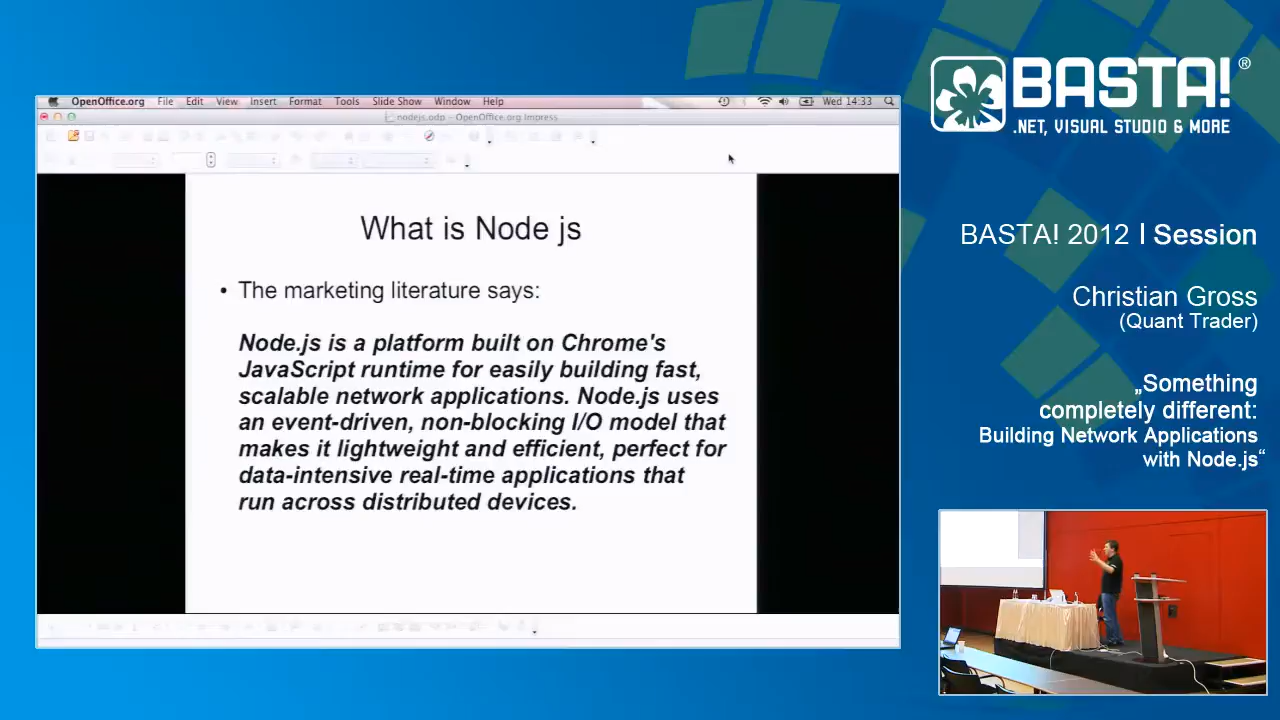 OpenOffice.org File Edit View Insert Format Tools Slide Show Window Help Wed 14:33
nodejs.odp - OpenOffice.org Impress
What is Node js
• The marketing literature says:
Node.js is a platform built on Chrome's
JavaScript runtime for easily building fast,
scalable network applications. Node.js uses
an event-driven, non-blocking I/O model that
makes it lightweight and efficient, perfect for
data-intensive real-time applications that
run across distributed devices.
BASTA!®
.NET, VISUAL STUDIO & MORE
BASTA! 2012 | Session
Christian Gross
(Quant Trader)
„Something
completely different:
Building Network Applications
with Node.js“